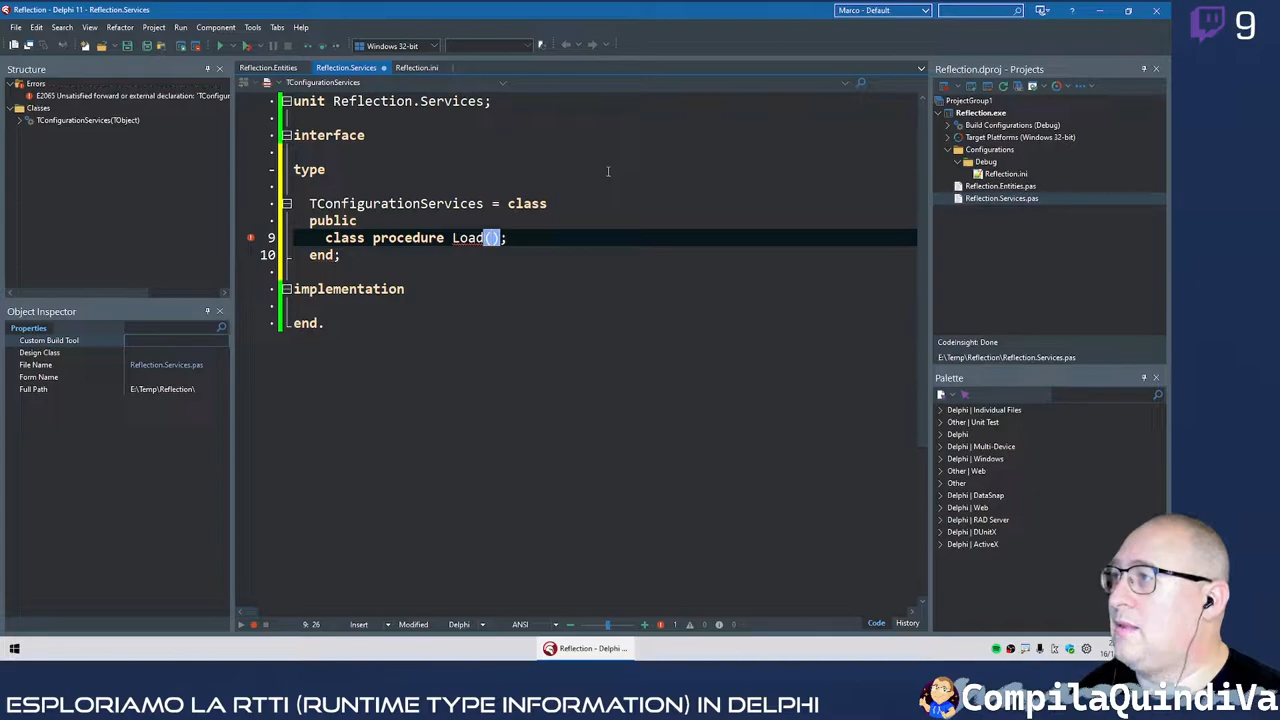 Reflection - Delphi 11 - Reflection.Services
Marco - Default
9
File Edit Search View Refactor Project Run Component Tools Tabs Help
Windows 32-bit
Structure
Errors
E2065 Unsatisfied forward or external declaration: 'TConfigur
Classes
TConfigurationServices(TObject)
Reflection.Entities Reflection.Services Reflection.ini
TConfigurationServices
unit Reflection.Services;
interface
type
TConfigurationServices = class
public
9 class procedure Load();
10 end;
implementation
end.
Object Inspector
Properties
Custom Build Tool
Design Class
File Name Reflection.Services.pas
Form Name
Full Path E:\Temp\Reflection\
9: 26 Insert Modified Delphi ANSI 1 0 0 Code History
Reflection.dproj - Projects
ProjectGroup1
Reflection.exe
Build Configurations (Debug)
Target Platforms (Windows 32-bit)
Configurations
Debug
Reflection.ini
Reflection.Entities.pas
Reflection.Services.pas
CodeInsight: Done
E:\Temp\Reflection\Reflection.Services.pas
Palette
Delphi | Individual Files
Other | Unit Test
Delphi
Delphi | Multi-Device
Delphi | Windows
Other | Web
Other
Delphi | DataSnap
Delphi | Web
Delphi | RAD Server
Delphi | DUnitX
Delphi | ActiveX
Reflection - Delphi ...
ESPLORIAMO LA RTTI (RUNTIME TYPE INFORMATION) IN DELPHI
CompilaQuindiVa